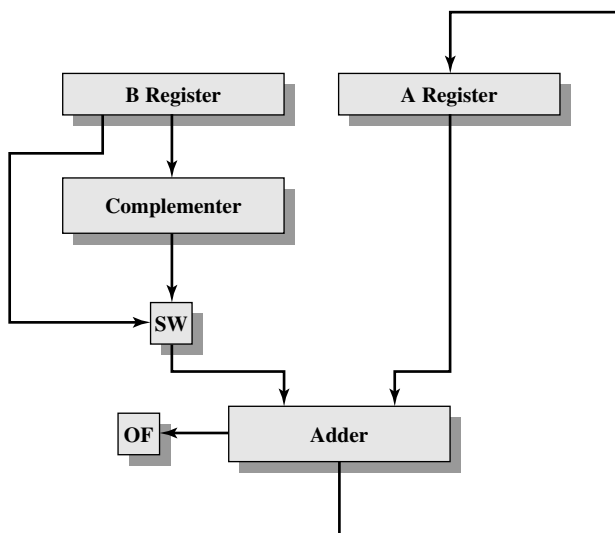 B Register
A Register
Complementer
SW
OF
Adder